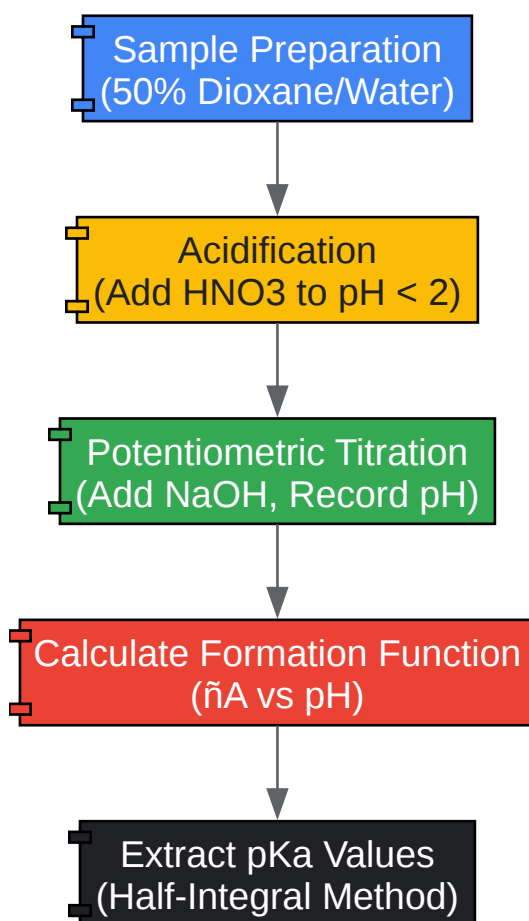 Sample Preparation
(50% Dioxane/Water)
Acidification
(Add HNO3 to pH < 2)
Potentiometric Titration
(Add NaOH, Record pH)
Calculate Formation Function
(ñA vs pH)
Extract pKa Values
(Half-Integral Method)